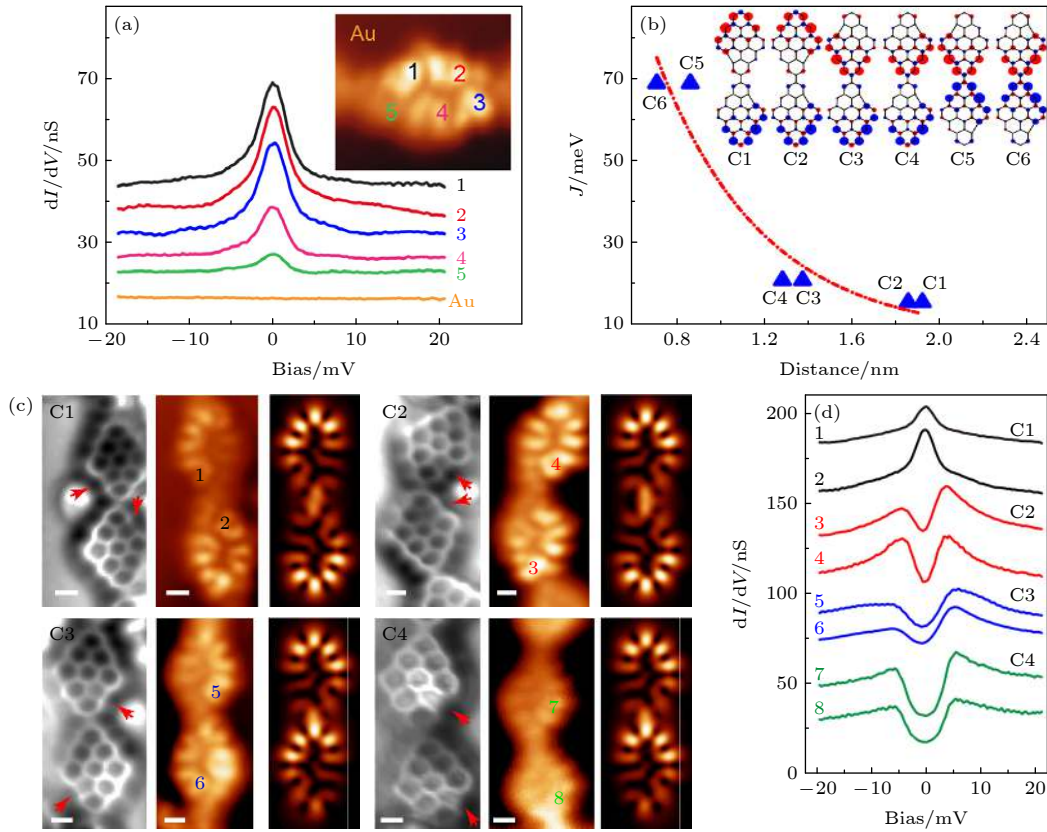 (a)
Au
1
2
3
4
5
70
50
30
10
dI/dV/nS
1
2
3
4
5
Au
−20
−10
0
10
20
Bias/mV
(b)
70
50
30
10
J/meV
C6
C5
C4
C3
C2
C1
C1
C2
C3
C4
C5
C6
0.8
1.2
1.6
2.0
2.4
Distance/nm
(c)
C1
1
2
C2
4
3
C3
5
6
C4
7
8
(d)
200
150
100
50
0
dI/dV/nS
1
C1
2
3
C2
4
5
C3
6
7
C4
8
−20
−10
0
10
20
Bias/mV